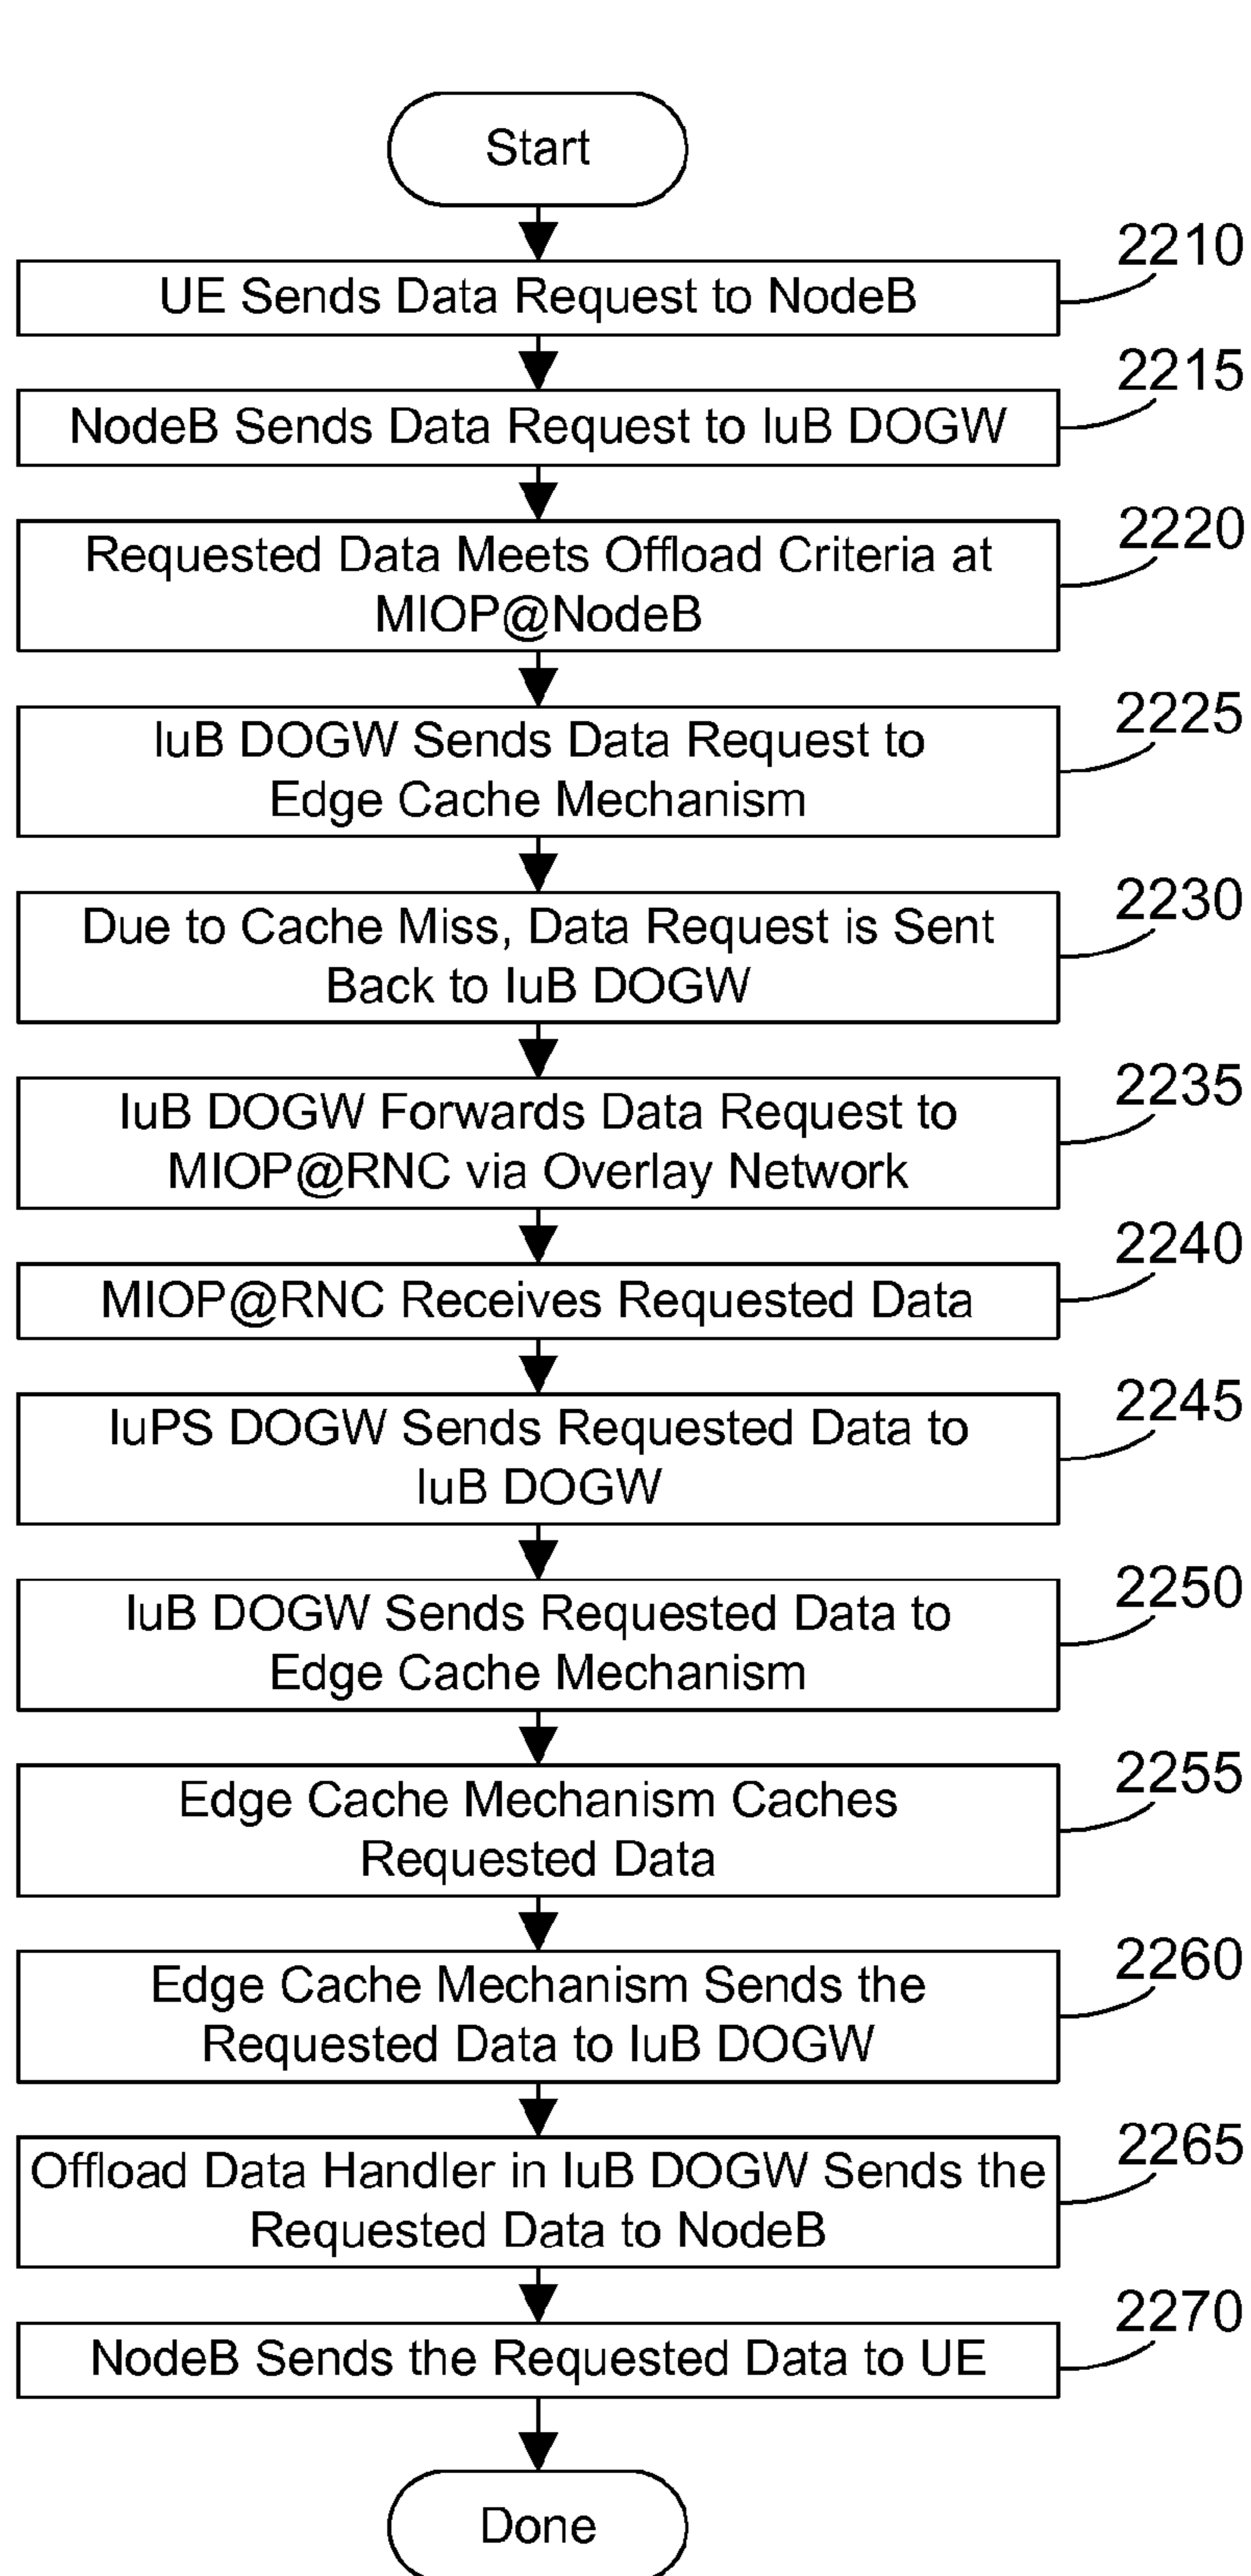 Start
2210
UE Sends Data Request to NodeB
2215
NodeB Sends Data Request to IuB DOGW
2220
Requested Data Meets Offload Criteria at
MIOP@NodeB
2225
IuB DOGW Sends Data Request to
Edge Cache Mechanism
2230
Due to Cache Miss, Data Request is Sent
Back to IuB DOGW
2235
IuB DOGW Forwards Data Request to
MIOP@RNC via Overlay Network
2240
MIOP@RNC Receives Requested Data
2245
IuPS DOGW Sends Requested Data to
IuB DOGW
2250
IuB DOGW Sends Requested Data to
Edge Cache Mechanism
2255
Edge Cache Mechanism Caches
Requested Data
2260
Edge Cache Mechanism Sends the
Requested Data to IuB DOGW
2265
Offload Data Handler in IuB DOGW Sends the
Requested Data to NodeB
2270
NodeB Sends the Requested Data to UE
Done